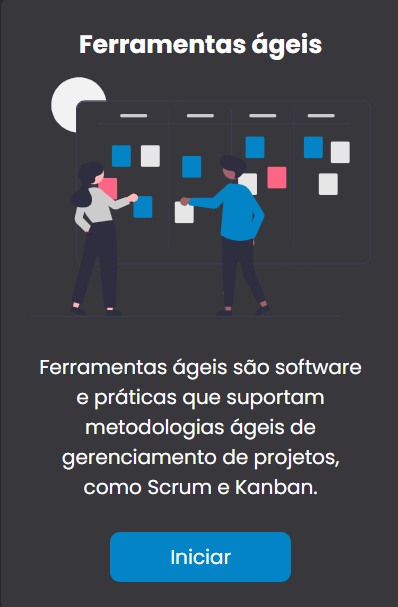 Ferramentas ágeis
Ferramentas ágeis são software
e práticas que suportam
metodologias ágeis de
gerenciamento de projetos,
como Scrum e Kanban.
Iniciar